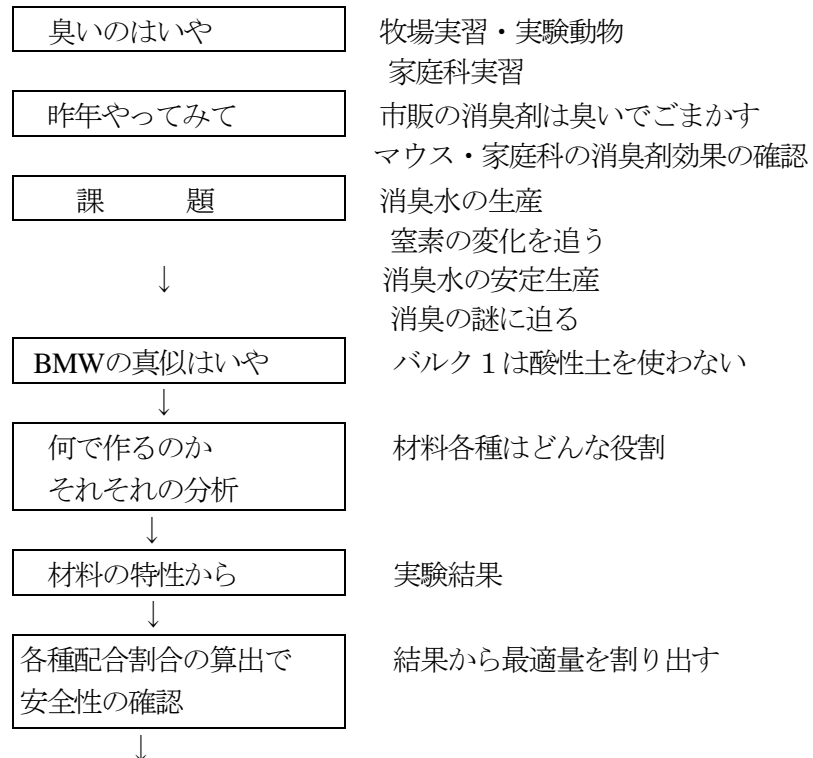 臭いのはいや　牧場実習・実験動物
家庭科実習
昨年やってみて　市販の消臭剤は臭いでごまかす
マウス・家庭科の消臭剤効果の確認
課　　題　消臭水の生産
窒素の変化を追う
↓　消臭水の安定生産
消臭の謎に迫る
BMWの真似はいや　バルク１は酸性土を使わない
↓
何で作るのか　材料各種はどんな役割
それそれの分析
↓
材料の特性から　実験結果
↓
各種配合割合の算出で　結果から最適量を割り出す
安全性の確認
↓